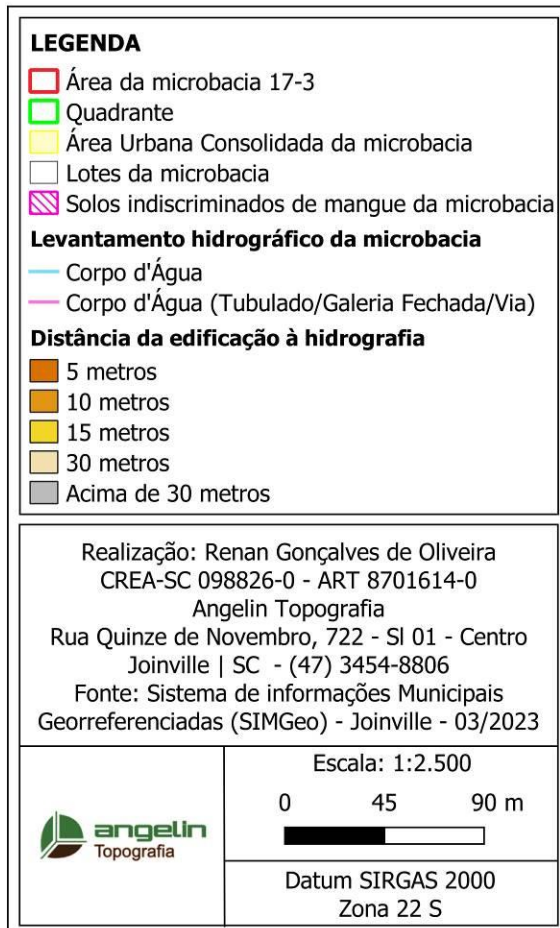 LEGENDA
Área da microbacia 17-3
Quadrante
Área Urbana Consolidada da microbacia
Lotes da microbacia
Solos indiscriminados de mangue da microbacia
Levantamento hidrográfico da microbacia
Corpo d'Água
Corpo d'Água (Tubulado/Galeria Fechada/Via)
Distância da edificação à hidrografia
5 metros
10 metros
15 metros
30 metros
Acima de 30 metros
Realização: Renan Gonçalves de Oliveira
CREA-SC 098826-0 - ART 8701614-0
Angelin Topografia
Rua Quinze de Novembro, 722 - Sl 01 - Centro
Joinville | SC - (47) 3454-8806
Fonte: Sistema de informações Municipais
Georreferenciadas (SIMGeo) - Joinville - 03/2023
angelin
Topografia
Escala: 1:2.500
0 45 90 m
Datum SIRGAS 2000
Zona 22 S